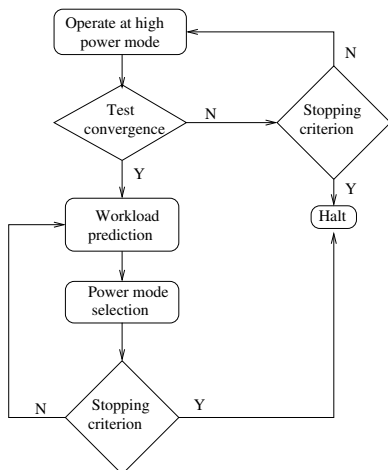 Operate at high
power mode
N
Test
convergence
N
Stopping
criterion
Y
Y
Workload
prediction
Halt
Power mode
selection
N
Stopping
criterion
Y